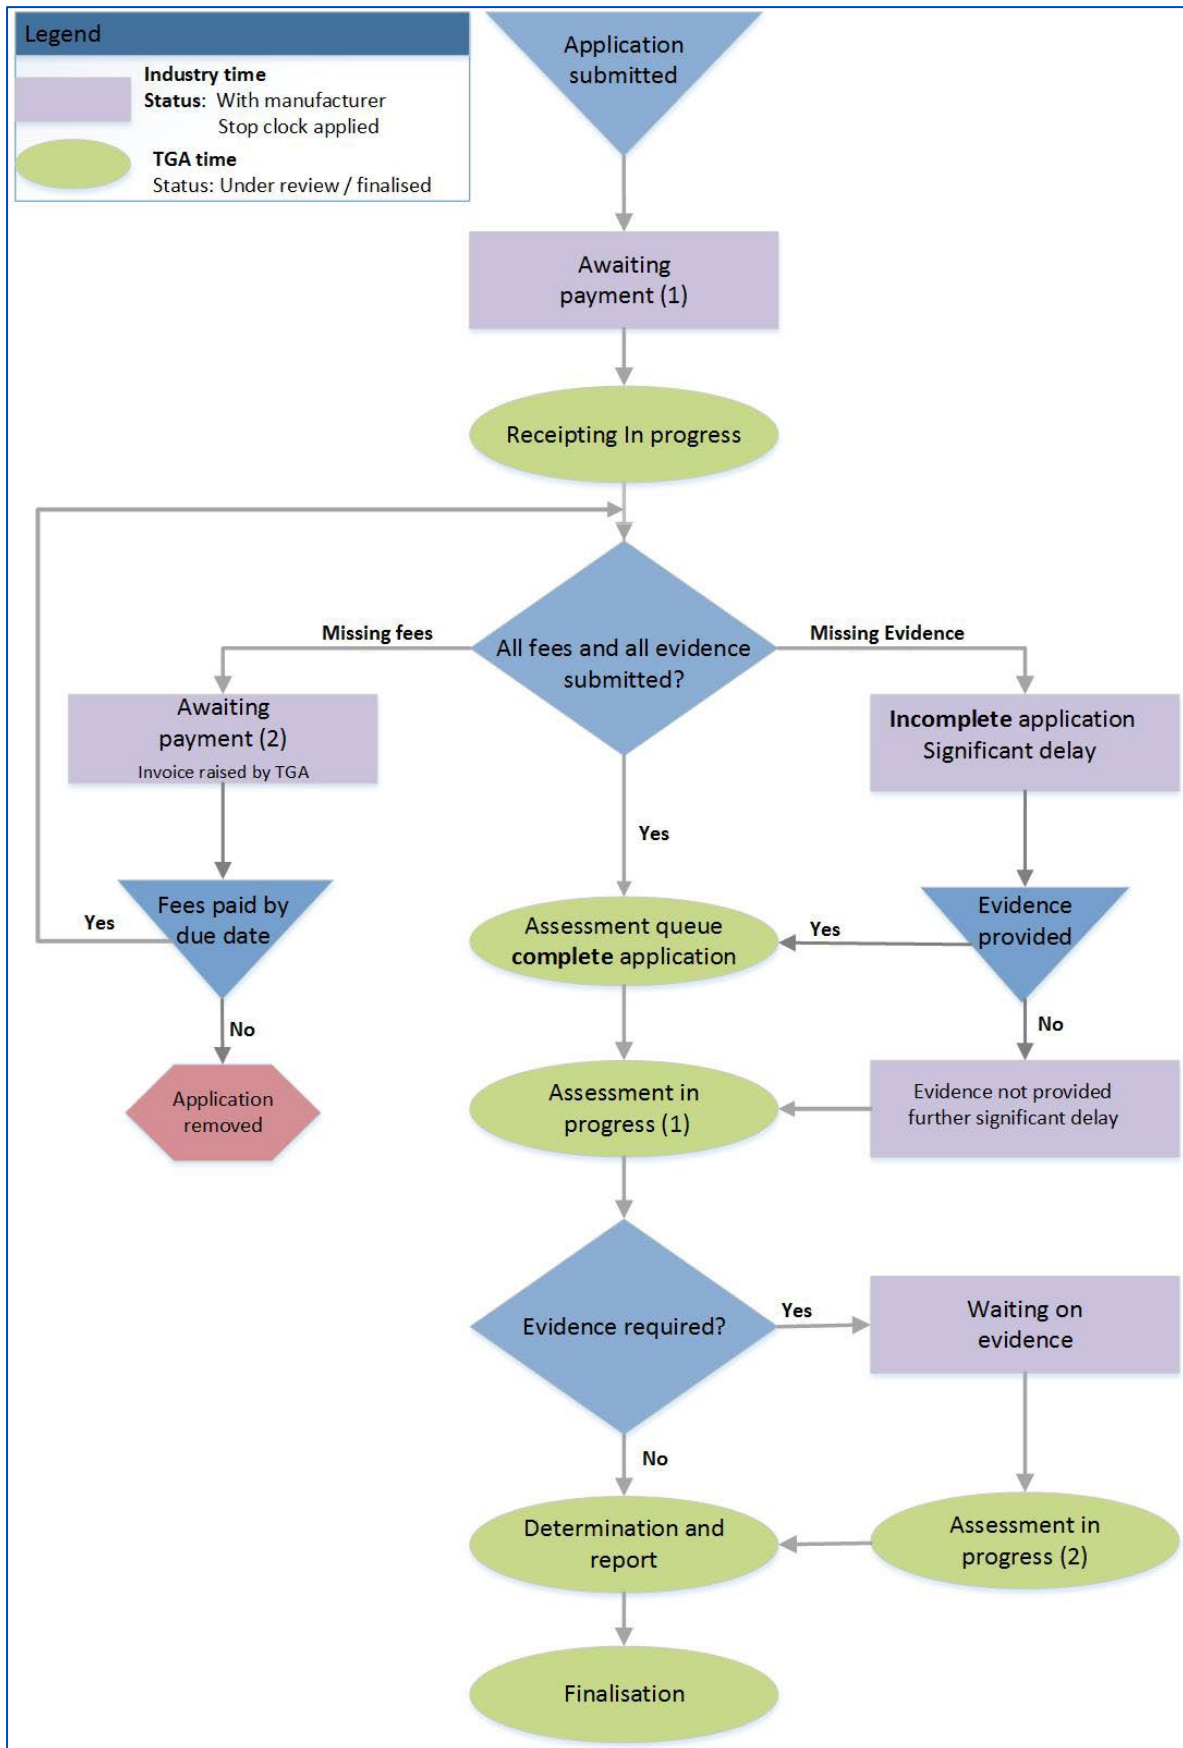 Legend
Industry time
Status: With manufacturer
Stop clock applied
TGA time
Status: Under review / finalised
Application
submitted
Awaiting
payment (1)
Receipting In progress
Missing fees
All fees and all evidence
submitted?
Missing Evidence
Awaiting
payment (2)
Invoice raised by TGA
Incomplete application
Significant delay
Yes
Fees paid by
due date
Yes
Assessment queue
complete application
Yes
Evidence
provided
No
No
Application
removed
Assessment in
progress (1)
Evidence not provided
further significant delay
Evidence required?
Yes
Waiting on
evidence
No
Determination and
report
Assessment in
progress (2)
Finalisation